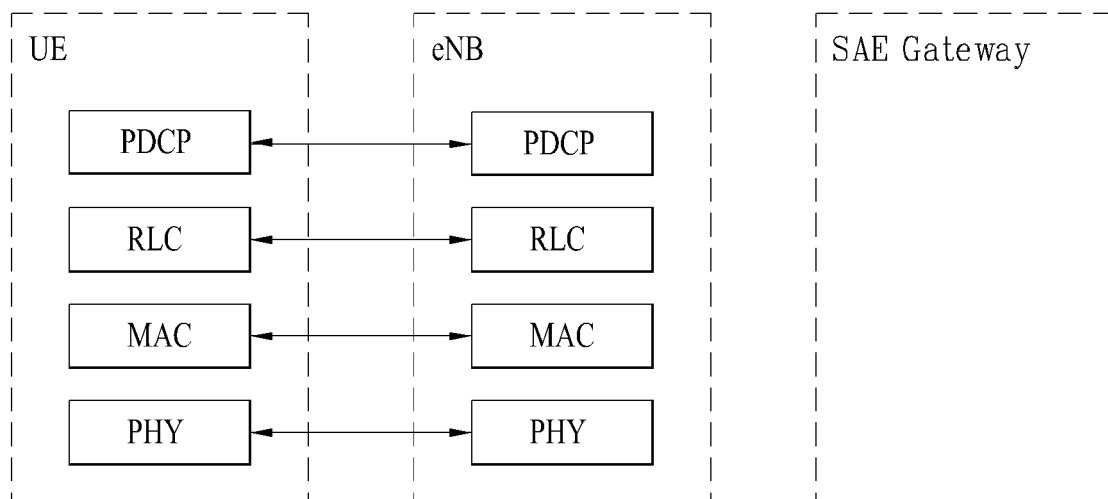 UE
eNB
SAE Gateway
PDCP
PDCP
RLC
RLC
MAC
MAC
PHY
PHY